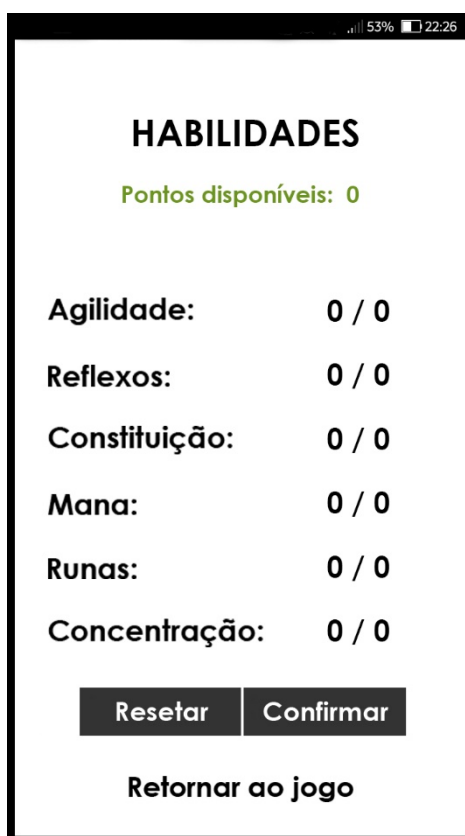 53% 22:26
HABILIDADES
Pontos disponíveis: 0
Agilidade: 0 / 0
Reflexos: 0 / 0
Constituição: 0 / 0
Mana: 0 / 0
Runas: 0 / 0
Concentração: 0 / 0
Resetar Confirmar
Retornar ao jogo